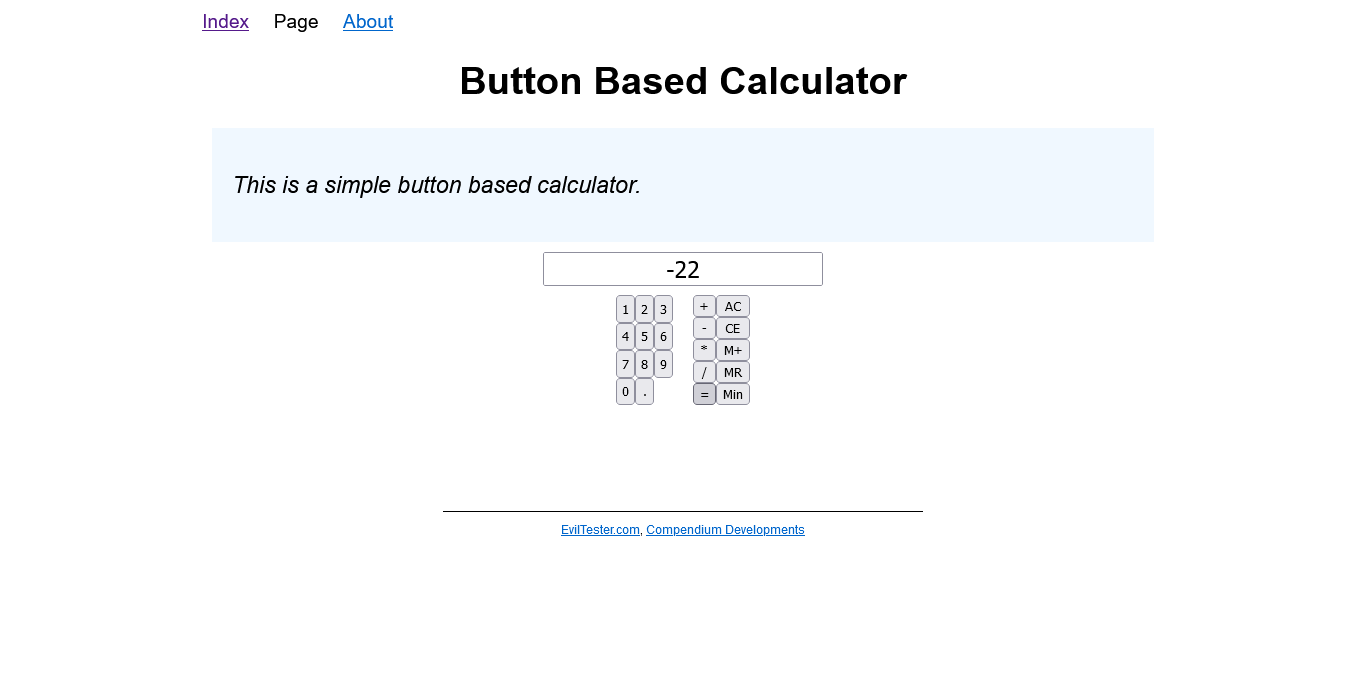 Index Page About
Button Based Calculator
This is a simple button based calculator.
-22
1 2 3 + AC
4 5 6 - CE
7 8 9 * M+
0 . / MR
= Min
EvilTester.com, Compendium Developments